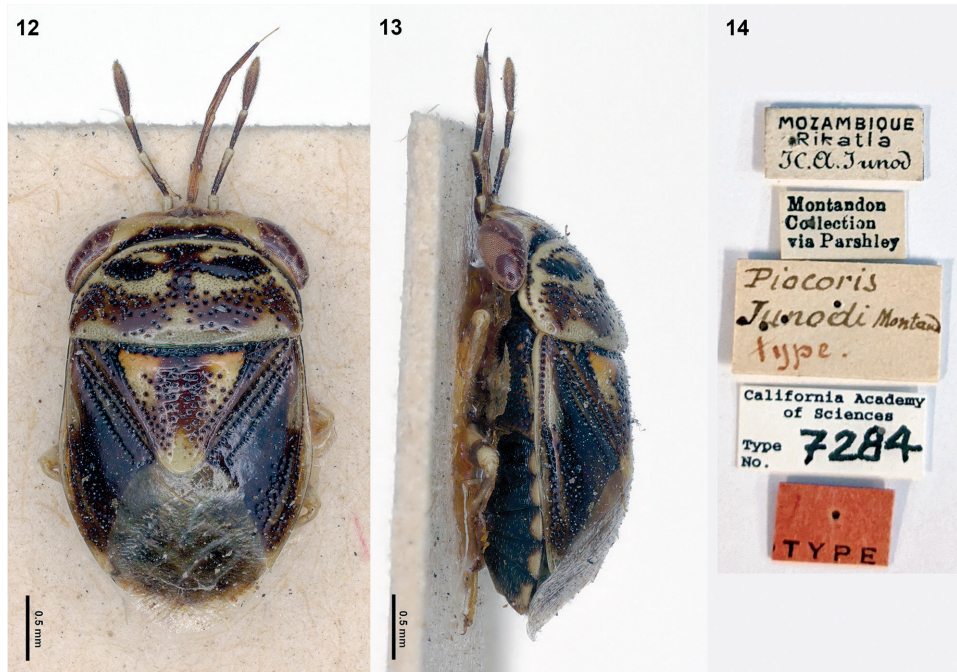 12
13
14
0.5 mm
0.5 mm
MOZAMBIQUE
Rikatla
H.A. Junod
Montandon
Collection
via Parshley
Piocoris
Junodi Montand
type.
California Academy
of Sciences
Type
No. 7284
TYPE